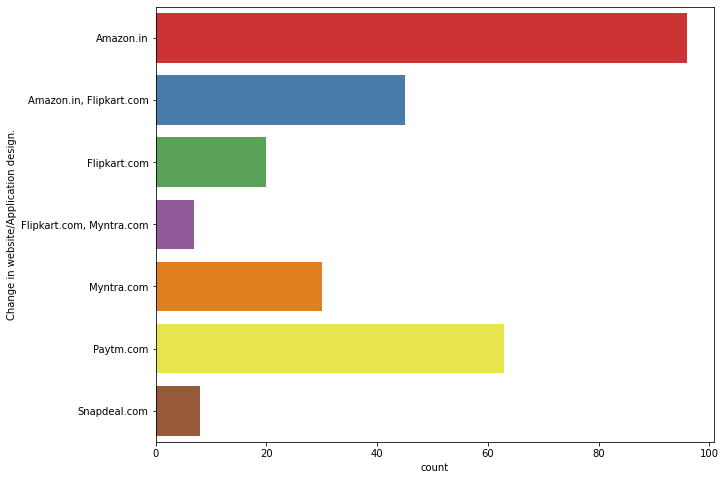 Change in website/Application design.
Amazon.in
Amazon.in, Flipkart.com
Flipkart.com
Flipkart.com, Myntra.com
Myntra.com
Paytm.com
Snapdeal.com
0 20 40 60 80 100
count